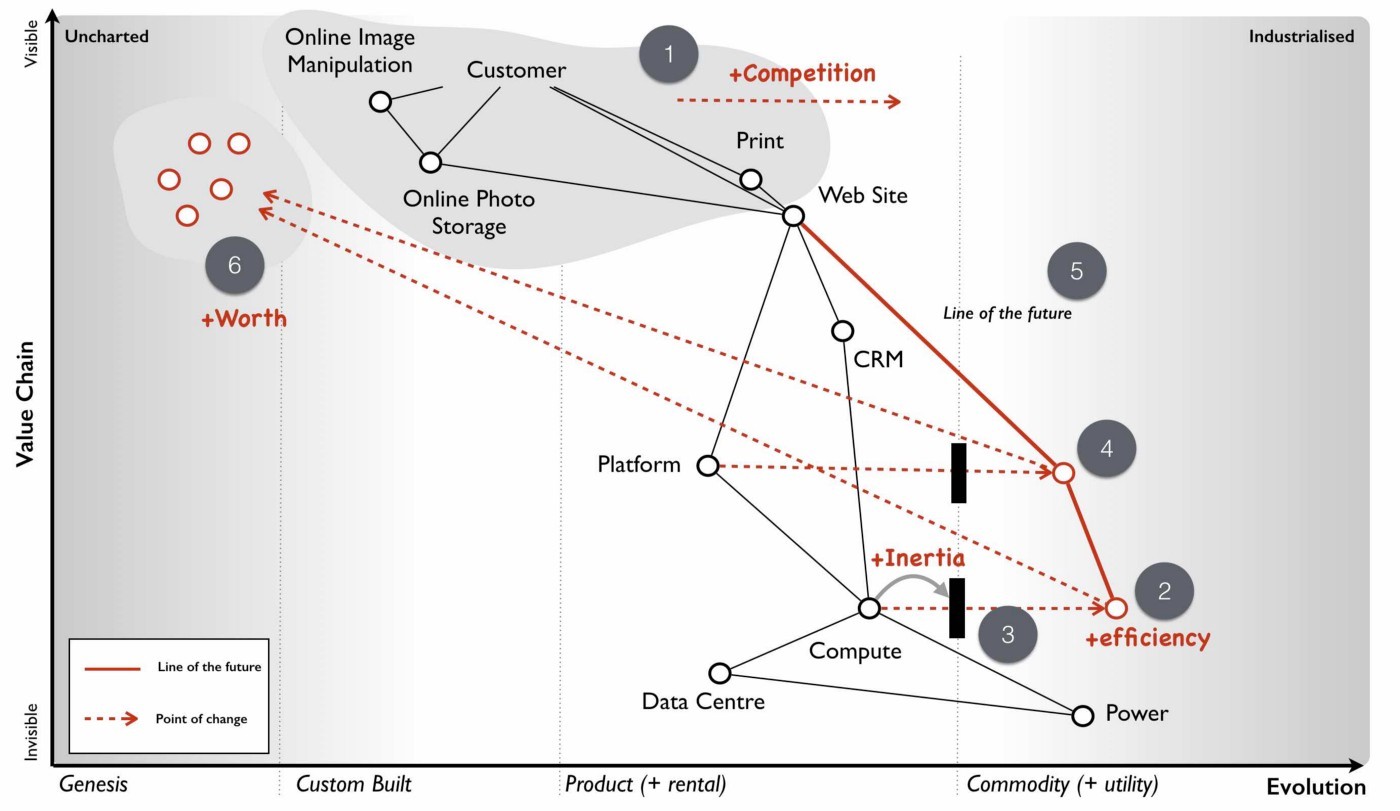 Visible
Uncharted
Online Image
Manipulation
Customer
1
+Competition
Industrialised
Print
Online Photo
Storage
Web Site
6
+Worth
5
Line of the future
CRM
Value Chain
Platform
4
+Inertia
2
3
+efficiency
Compute
Data Centre
Power
Line of the future
Point of change
Invisible
Genesis
Custom Built
Product (+ rental)
Commodity (+ utility)
Evolution